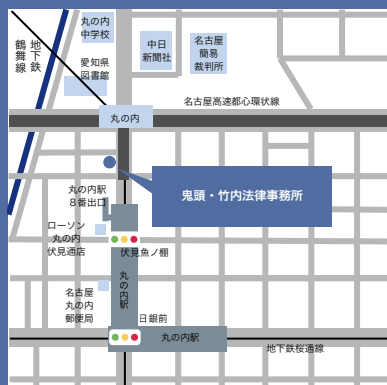 丸の内
中学校
中日
新聞社
名古屋
簡易
裁判所
地下鉄
鶴舞線
愛知県
図書館
名古屋高速都心環状線
丸の内
鬼頭・竹内法律事務所
丸の内駅
8番出口
ローソン
丸の内
伏見通店
伏見魚ノ棚
丸の内駅
名古屋
丸の内
郵便局
日銀前
丸の内駅
地下鉄桜通線